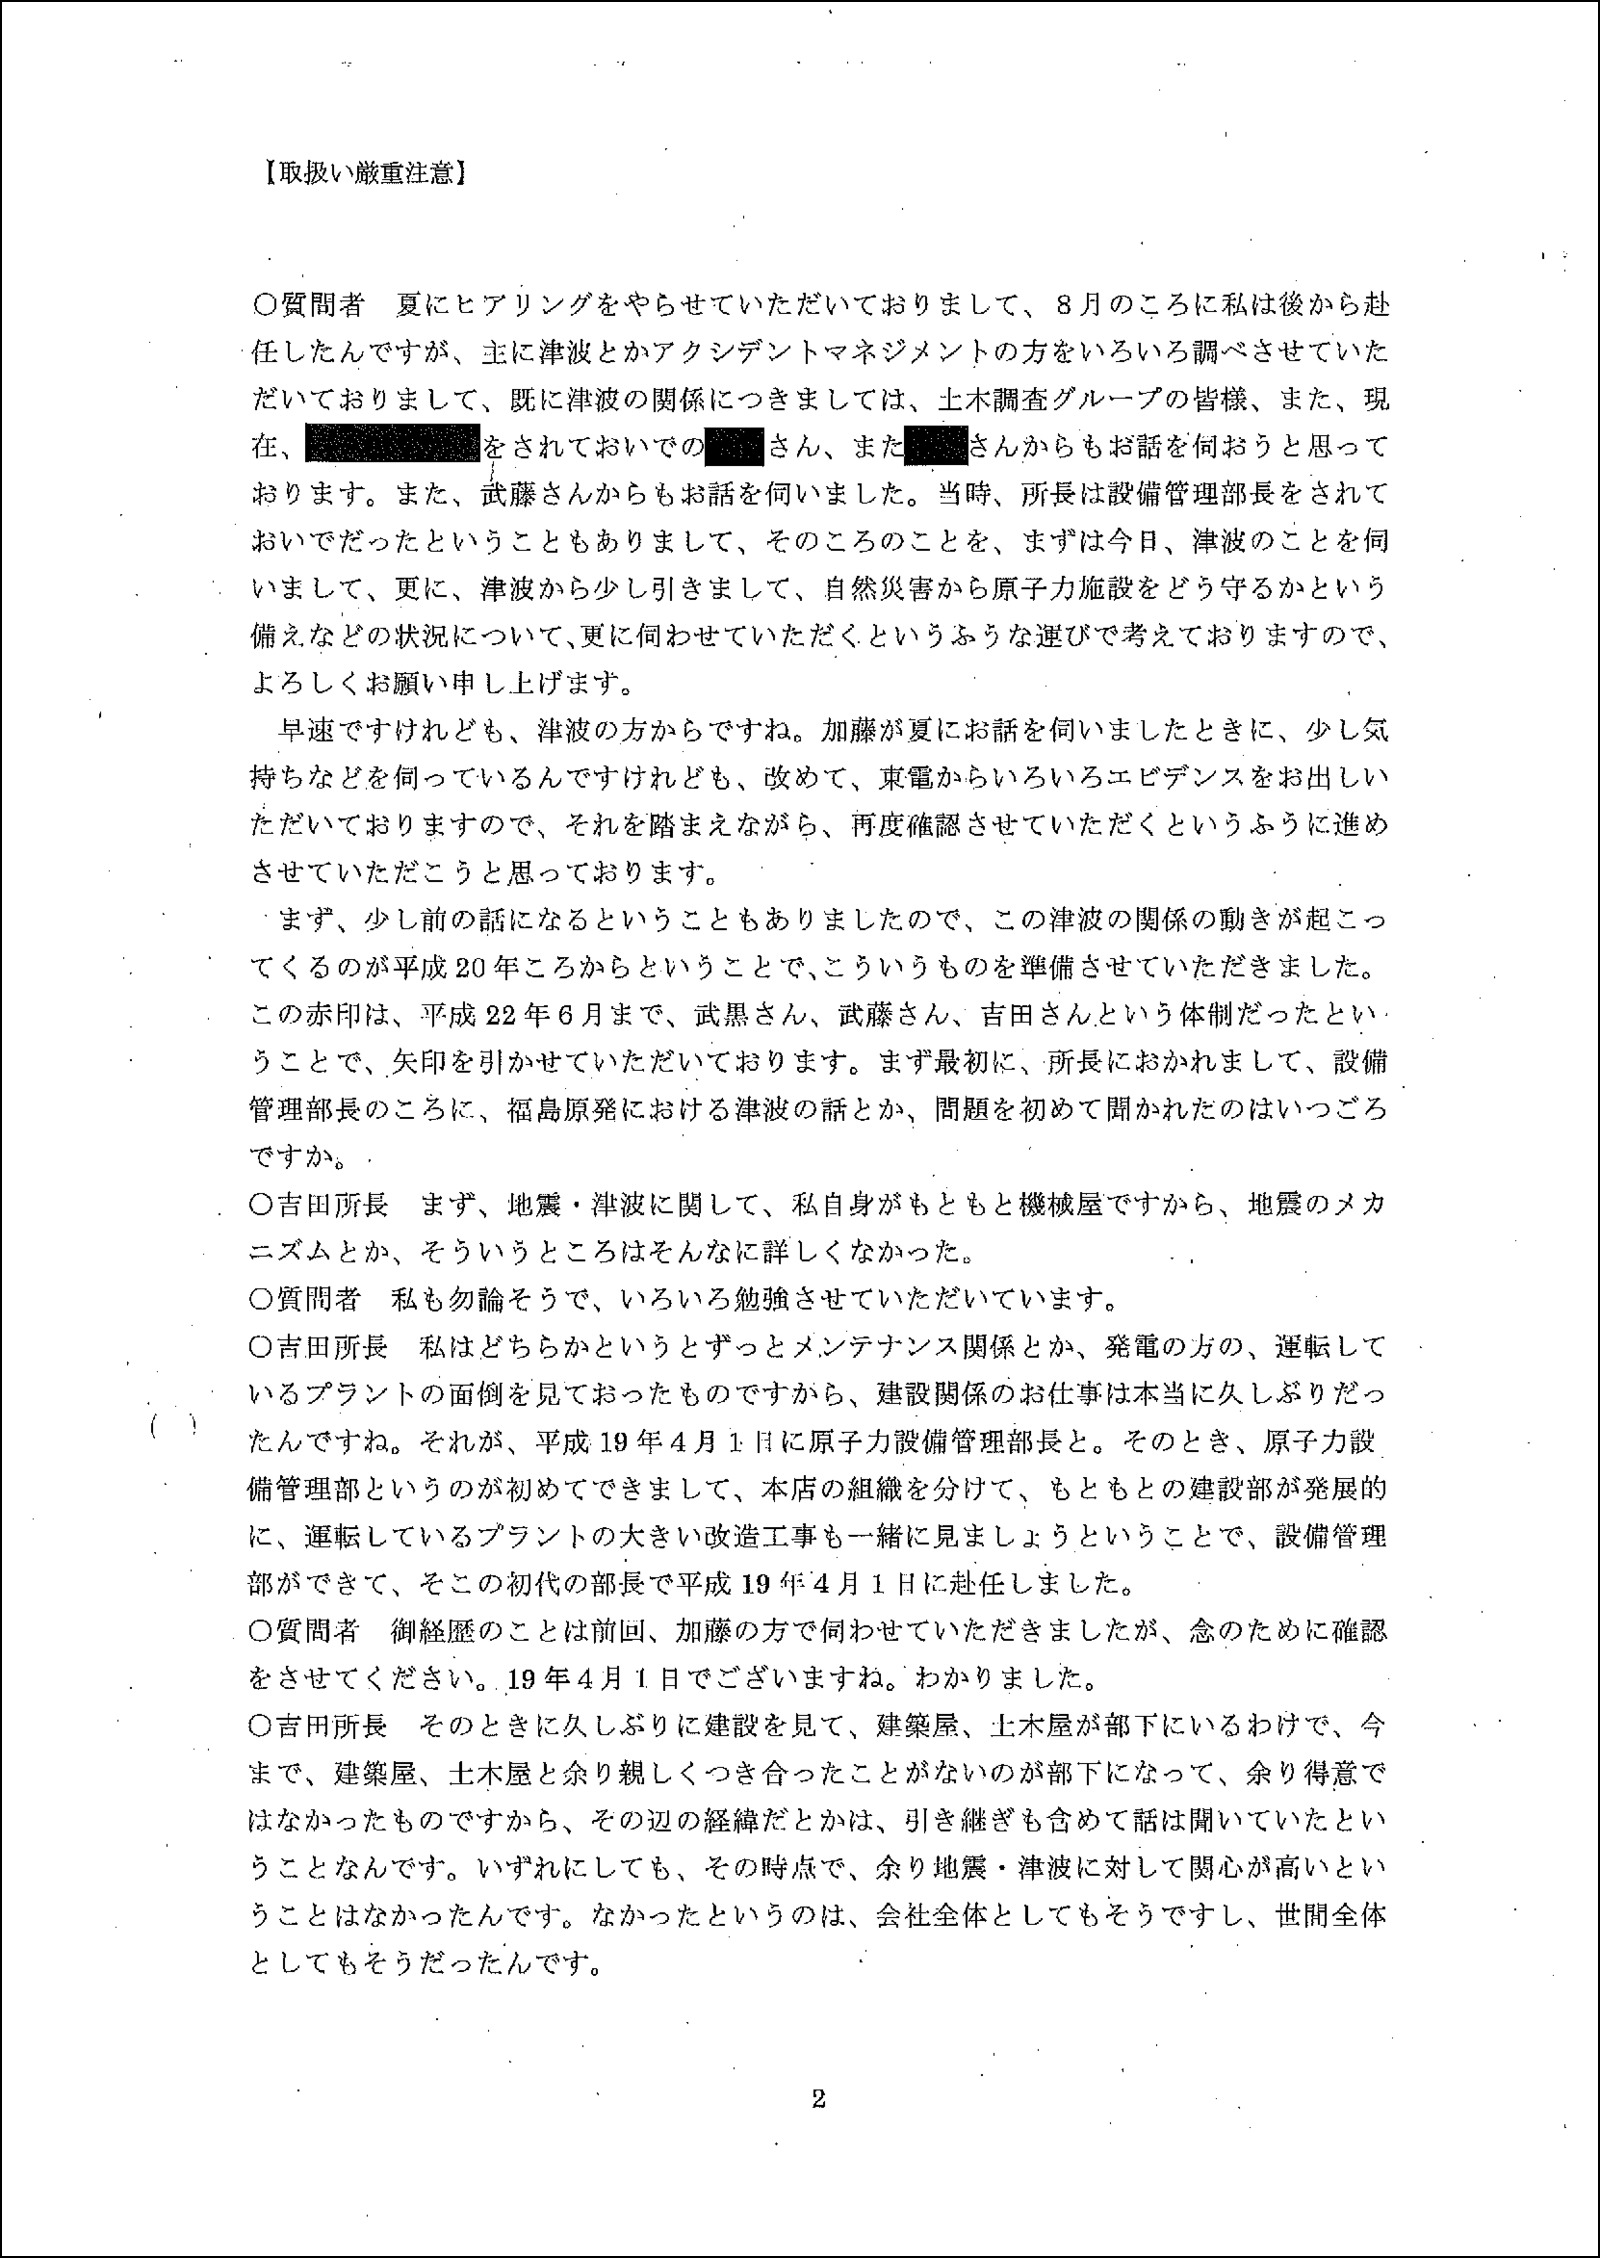 【取扱い厳重注意】
○質問者　夏にヒアリングをやらせていただいておりまして、８月のころに私は後から赴
任したんですが、主に津波とかアクシデントマネジメントの方をいろいろ調べさせていた
だいておりまして、既に津波の関係につきましては、土木調査グループの皆様、また、現
在、をされておいでのさん、またさんからもお話を伺おうと思って
おります。また、武藤さんからもお話を伺いました。当時、所長は設備管理部長をされて
おいでだったということもありまして、そのころのことを、まずは今日、津波のことを伺
いまして、更に、津波から少し引きまして、自然災害から原子力施設をどう守るかという
備えなどの状況について、更に伺わせていただくというふうな運びで考えておりますので、
よろしくお願い申し上げます。
　早速ですけれども、津波の方からですね。加藤が夏にお話を伺いましたときに、少し気
持ちなどを伺っているんですけれども、改めて、東電からいろいろエビデンスをお出しい
ただいておりますので、それを踏まえながら、再度確認させていただくというふうに進め
させていただこうと思っております。
　まず、少し前の話になるということもありましたので、この津波の関係の動きが起こっ
てくるのが平成 20 年ころからということで、こういうものを準備させていただきました。
この赤印は、平成 22 年６月まで、武黒さん、武藤さん、吉田さんという体制だったとい
うことで、矢印を引かせていただいております。まず最初に、所長におかれまして、設備
管理部長のころに、福島原発における津波の話とか、問題を初めて聞かれたのはいつごろ
ですか。
○吉田所長　まず、地震・津波に関して、私自身がもともと機械屋ですから、地震のメカ
ニズムとか、そういうところはそんなに詳しくなかった。
○質問者　私も勿論そうで、いろいろ勉強させていただいています。
○吉田所長　私はどちらかというとずっとメンテナンス関係とか、発電の方の、運転して
いるプラントの面倒を見ておったものですから、建設関係のお仕事は本当に久しぶりだっ
たんですね。それが、平成 19 年４月１日に原子力設備管理部長と。そのとき、原子力設
備管理部というのが初めてできまして、本店の組織を分けて、もともとの建設部が発展的
に、運転しているプラントの大きい改造工事も一緒に見ましょうということで、設備管理
部ができて、そこの初代の部長で平成 19 年４月１日に赴任しました。
○質問者　御経歴のことは前回、加藤の方で伺わせていただきましたが、念のために確認
をさせてください。19 年４月１日でございますね。わかりました。
○吉田所長　そのときに久しぶりに建設を見て、建築屋、土木屋が部下にいるわけで、今
まで、建築屋、土木屋と余り親しくつき合ったことがないのが部下になって、余り得意で
はなかったものですから、その辺の経緯だとかは、引き継ぎも含めて話は聞いていたとい
うことなんです。いずれにしても、その時点で、余り地震・津波に対して関心が高いとい
うことはなかったんです。なかったというのは、会社全体としてもそうですし、世間全体
としてもそうだったんです。
2